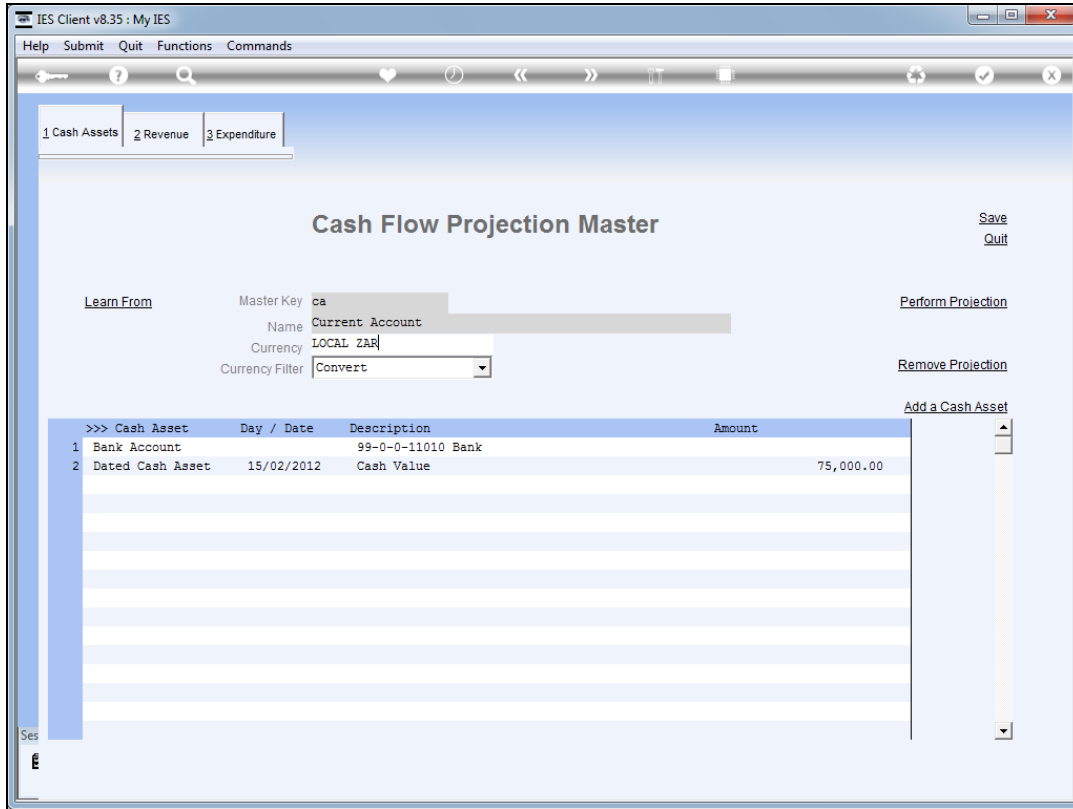 IES Client v8.35 : My IES
Help Submit Quit Functions Commands
1 Cash Assets 2 Revenue 3 Expenditure
Cash Flow Projection Master
Save
Quit
Learn From Master Key ca Perform Projection
Name Current Account
Currency LOCAL ZAR
Currency Filter Convert Remove Projection
Add a Cash Asset
>>> Cash Asset Day / Date Description Amount
1 Bank Account 99-0-0-11010 Bank
2 Dated Cash Asset 15/02/2012 Cash Value 75,000.00
Ses